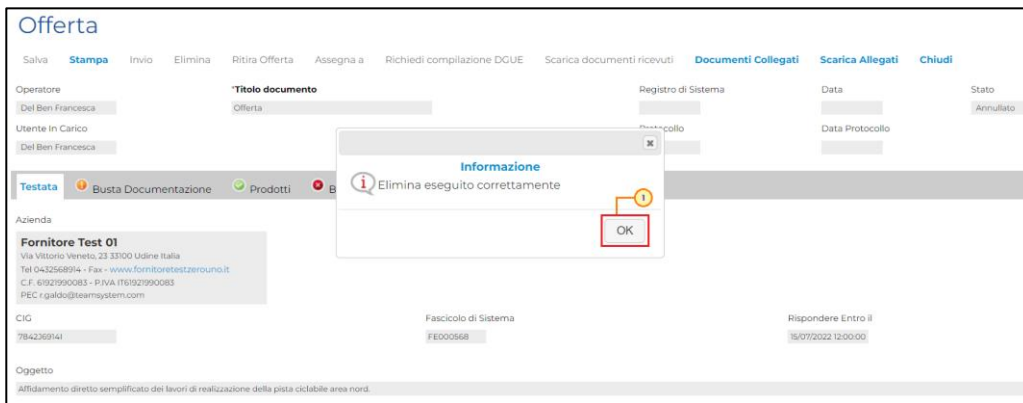 Offerta
Salva Stampa Invio Elimina Ritira Offerta Assegna a Richiedi compilazione DGUE Scarica documenti ricevuti Documenti Collegati Scarica Allegati Chiudi
Operatore *Titolo documento Registro di Sistema Data Stato
Del Ben Francesca Offerta Annullato
Utente In Carico Data Protocollo
Del Ben Francesca
Informazione
Elimina eseguito correttamente
1
OK
Testata Busta Documentazione Prodotti B
Azienda
Fornitore Test 01
Via Vittorio Veneto, 23 33100 Udine Italia
Tel 0432568914 - Fax - www.fornitoretestzerouno.it
C.F. 61921990083 - P.IVA IT61921990083
PEC r.galdo@teamsystem.com
CIG Fascicolo di Sistema Rispondere Entro il
FE000568 15/07/2022 12:00:00
Oggetto
Affidamento diretto semplificato dei lavori di realizzazione della pista ciclabile area nord.